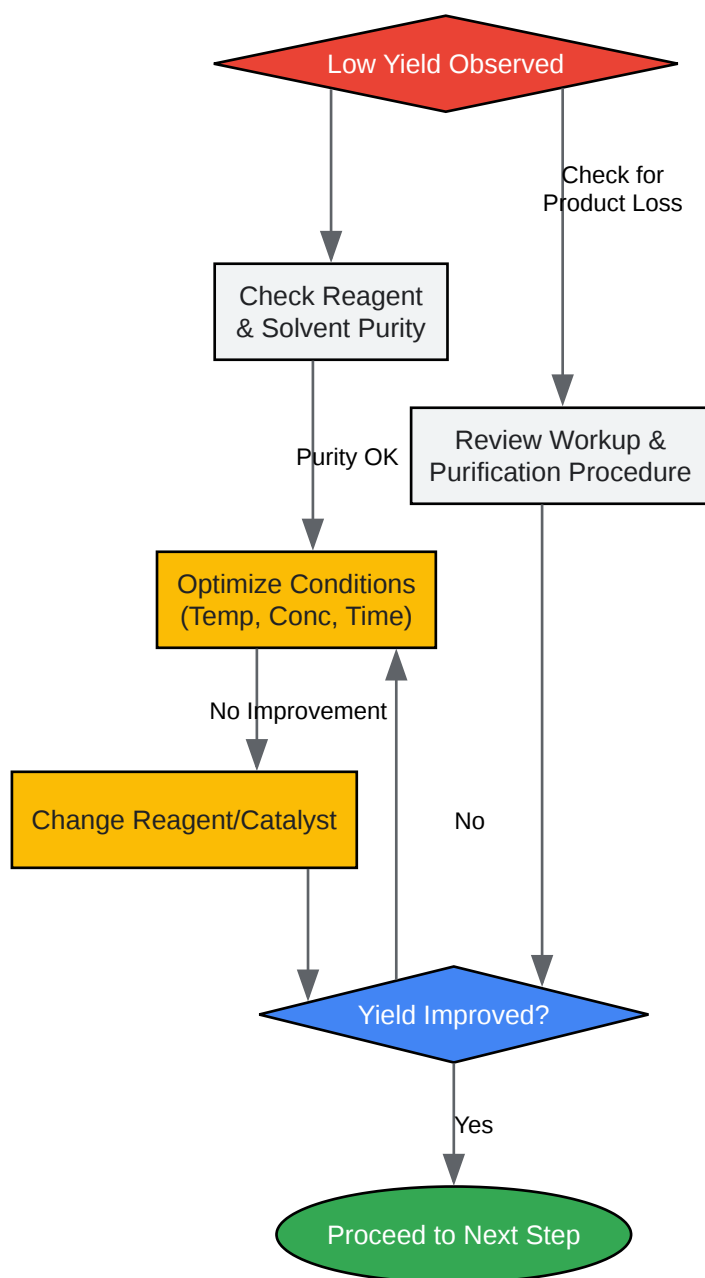 Low Yield Observed
Check for
Product Loss
Check Reagent
& Solvent Purity
Purity OK
Review Workup &
Purification Procedure
Optimize Conditions
(Temp, Conc, Time)
No Improvement
Change Reagent/Catalyst
No
Yield Improved?
Yes
Proceed to Next Step